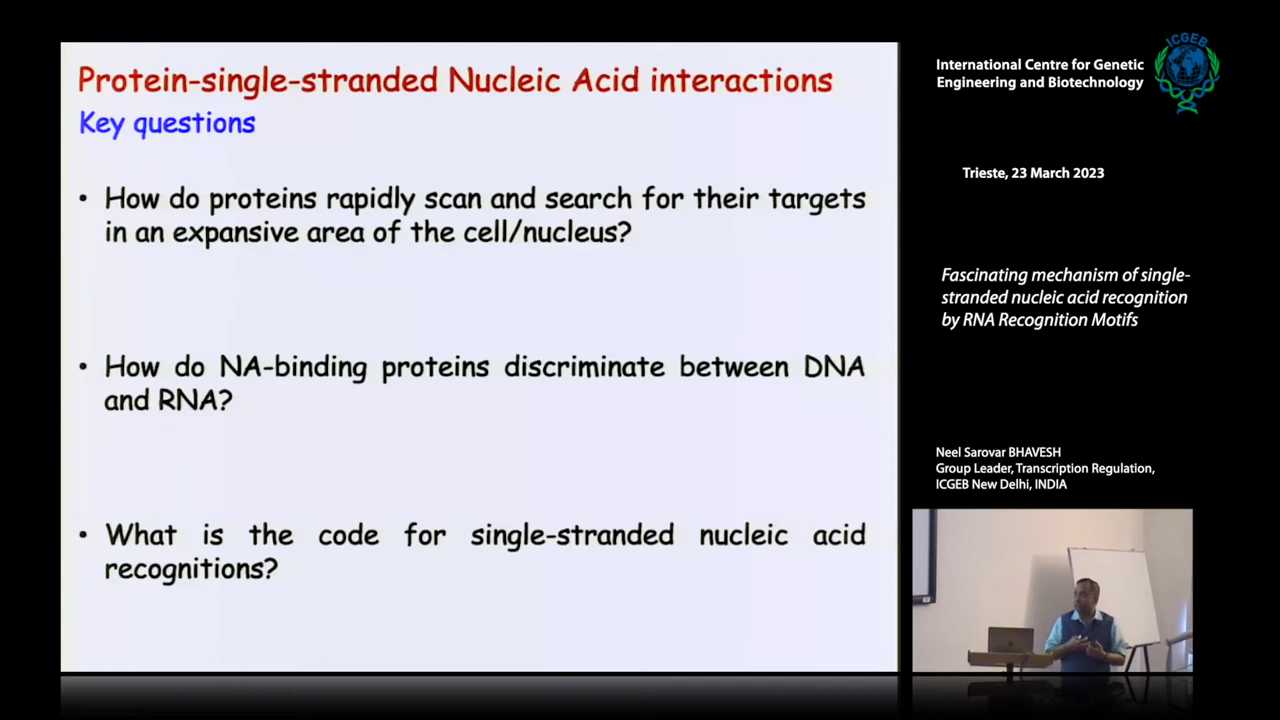 Protein-single-stranded Nucleic Acid interactions
Key questions
• How do proteins rapidly scan and search for their targets
in an expansive area of the cell/nucleus?
• How do NA-binding proteins discriminate between DNA
and RNA?
• What is the code for single-stranded nucleic acid
recognitions?
International Centre for Genetic
Engineering and Biotechnology
ICGEB
Trieste, 23 March 2023
Fascinating mechanism of single-
stranded nucleic acid recognition
by RNA Recognition Motifs
Neel Sarovar BHAVESH
Group Leader, Transcription Regulation,
ICGEB New Delhi, INDIA